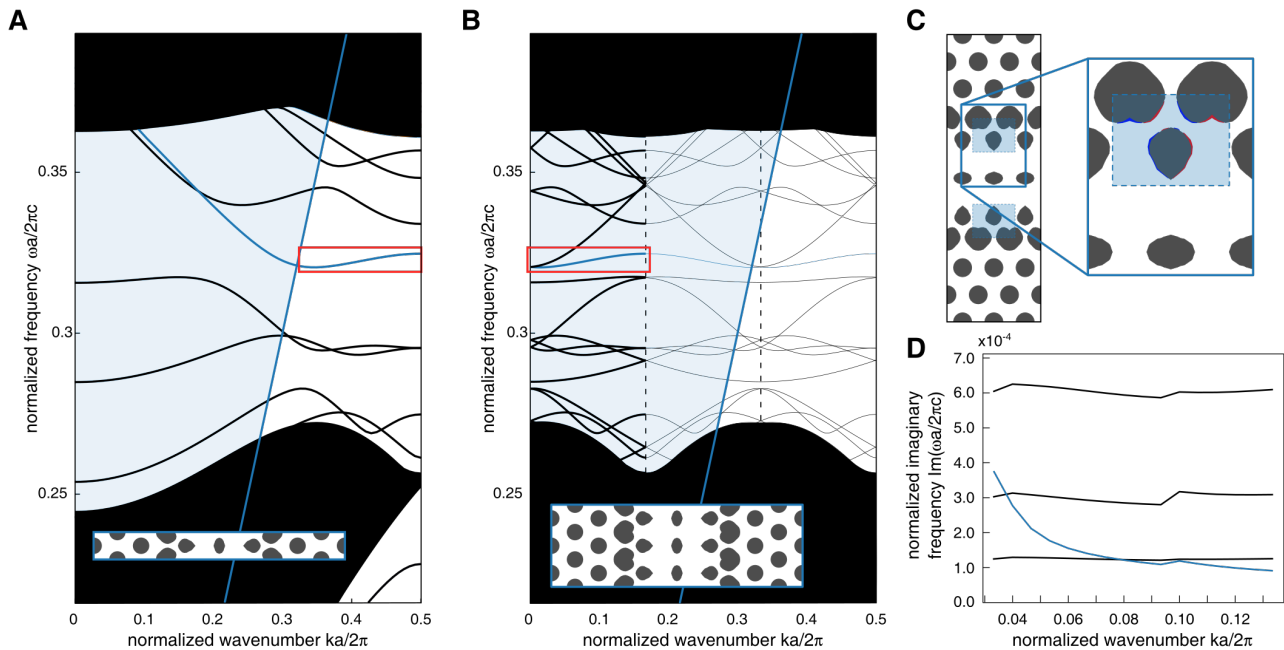 A
B
C
normalized frequency ωa/2πc
0.35
0.3
0.25
0
0.1
0.2
0.3
0.4
0.5
normalized wavenumber ka/2π
normalized frequency ωa/2πc
0.35
0.3
0.25
0
0.1
0.2
0.3
0.4
0.5
normalized wavenumber ka/2π
D
x10⁻⁴
normalized imaginary
frequency Im(ωa/2πc)
7.0
6.0
4.0
3.0
1.0
0.0
0.04
0.06
0.08
0.10
0.12
normalized wavenumber ka/2π